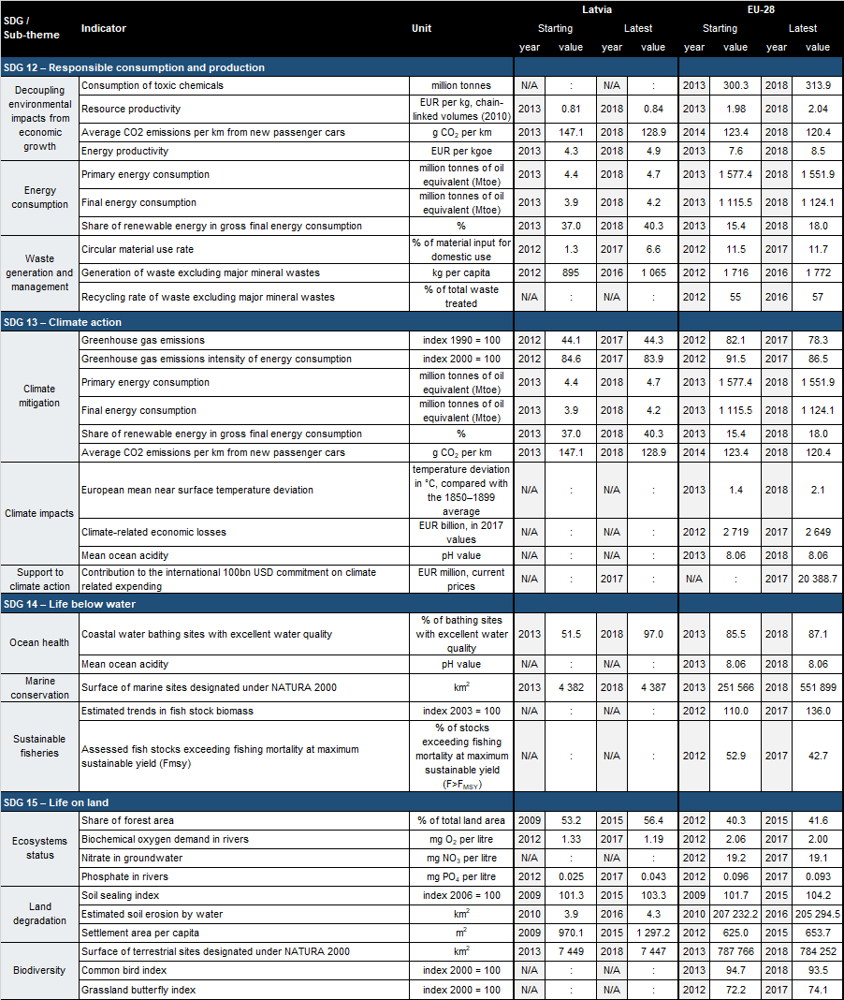 Latvia EU-28
SDG /
Sub-theme Indicator Unit Starting Latest Starting Latest
year value year value year value year value
SDG 12 – Responsible consumption and production
Decoupling
environmental
impacts from
economic
growth
Consumption of toxic chemicals million tonnes N/A : N/A : 2013 300.3 2018 313.9
Resource productivity EUR per kg, chain-
linked volumes (2010) 2013 0.81 2018 0.84 2013 1.98 2018 2.04
Average CO2 emissions per km from new passenger cars g CO₂ per km 2013 147.1 2018 128.9 2014 123.4 2018 120.4
Energy productivity EUR per kgoe 2013 4.3 2018 4.9 2013 7.6 2018 8.5
Energy
consumption
Primary energy consumption million tonnes of oil
equivalent (Mtoe) 2013 4.4 2018 4.7 2013 1 577.4 2018 1 551.9
Final energy consumption million tonnes of oil
equivalent (Mtoe) 2013 3.9 2018 4.2 2013 1 115.5 2018 1 124.1
Share of renewable energy in gross final energy consumption % 2013 37.0 2018 40.3 2013 15.4 2018 18.0
Waste
generation and
management
Circular material use rate % of material input for
domestic use 2012 1.3 2017 6.6 2012 11.5 2017 11.7
Generation of waste excluding major mineral wastes kg per capita 2012 895 2016 1 065 2012 1 716 2016 1 772
Recycling rate of waste excluding major mineral wastes % of total waste
treated N/A : N/A : 2012 55 2016 57
SDG 13 – Climate action
Climate
mitigation
Greenhouse gas emissions index 1990 = 100 2012 44.1 2017 44.3 2012 82.1 2017 78.3
Greenhouse gas emissions intensity of energy consumption index 2000 = 100 2012 84.6 2017 83.9 2012 91.5 2017 86.5
Primary energy consumption million tonnes of oil
equivalent (Mtoe) 2013 4.4 2018 4.7 2013 1 577.4 2018 1 551.9
Final energy consumption million tonnes of oil
equivalent (Mtoe) 2013 3.9 2018 4.2 2013 1 115.5 2018 1 124.1
Share of renewable energy in gross final energy consumption % 2013 37.0 2018 40.3 2013 15.4 2018 18.0
Average CO2 emissions per km from new passenger cars g CO₂ per km 2013 147.1 2018 128.9 2014 123.4 2018 120.4
Climate impacts
European mean near surface temperature deviation temperature deviation
in °C, compared with
the 1850–1899
average N/A : N/A : 2013 1.4 2018 2.1
Climate-related economic losses EUR billion, in 2017
values N/A : N/A : 2012 2 719 2017 2 649
Mean ocean acidity pH value N/A : N/A : 2013 8.06 2018 8.06
Support to
climate action
Contribution to the international 100bn USD commitment on climate
related expending EUR million, current
prices N/A : 2017 : N/A : 2017 20 388.7
SDG 14 – Life below water
Ocean health
Coastal water bathing sites with excellent water quality % of bathing sites
with excellent water
quality 2013 51.5 2018 97.0 2013 85.5 2018 87.1
Mean ocean acidity pH value N/A : N/A : 2013 8.06 2018 8.06
Marine
conservation
Surface of marine sites designated under NATURA 2000 km² 2013 4 382 2018 4 387 2013 251 566 2018 551 899
Sustainable
fisheries
Estimated trends in fish stock biomass index 2003 = 100 N/A : N/A : 2012 110.0 2017 136.0
Assessed fish stocks exceeding fishing mortality at maximum
sustainable yield (Fmsy) % of stocks
exceeding fishing
mortality at maximum
sustainable yield
(F>F_MSY) N/A : N/A : 2012 52.9 2017 42.7
SDG 15 – Life on land
Ecosystems
status
Share of forest area % of total land area 2009 53.2 2015 56.4 2012 40.3 2015 41.6
Biochemical oxygen demand in rivers mg O₂ per litre 2012 1.33 2017 1.19 2012 2.06 2017 2.00
Nitrate in groundwater mg NO₃ per litre N/A : N/A : 2012 19.2 2017 19.1
Phosphate in rivers mg PO₄ per litre 2012 0.025 2017 0.043 2012 0.096 2017 0.093
Land
degradation
Soil sealing index index 2006 = 100 2009 101.3 2015 103.3 2009 101.7 2015 104.2
Estimated soil erosion by water km² 2010 3.9 2016 4.3 2010 207 232.2 2016 205 294.5
Settlement area per capita m² 2009 970.1 2015 1 297.2 2012 625.0 2015 653.7
Biodiversity
Surface of terrestrial sites designated under NATURA 2000 km² 2013 7 449 2018 7 447 2013 787 766 2018 784 252
Common bird index index 2000 = 100 N/A : N/A : 2013 94.7 2018 93.5
Grassland butterfly index index 2000 = 100 N/A : N/A : 2012 72.2 2017 74.1